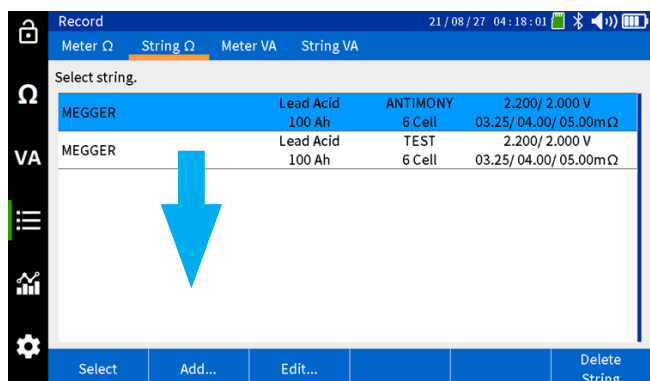 Record 21/08/27 04:18:01
Meter Ω String Ω Meter VA String VA
Select string.
Ω
VA
MEGGER Lead Acid ANTIMONY 2.200/ 2.000 V
100 Ah 6 Cell 03.25/ 04.00/ 05.00mΩ
MEGGER Lead Acid TEST 2.200/ 2.000 V
100 Ah 6 Cell 03.25/ 04.00/ 05.00mΩ
Select Add... Edit... Delete
String